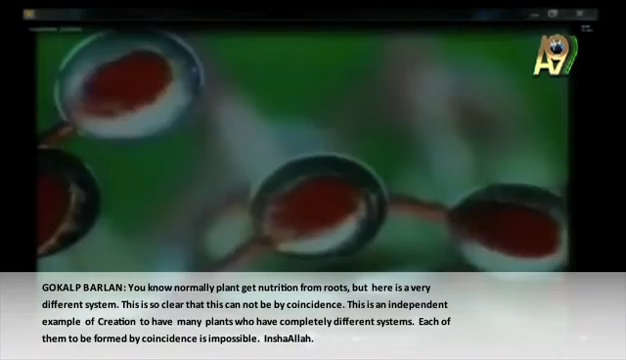 A9
GOKALP BARLAN: You know normally plant get nutrition from roots, but here is a very
different system. This is so clear that this can not be by coincidence. This is an independent
example of Creation to have many plants who have completely different systems. Each of
them to be formed by coincidence is impossible. InshaAllah.